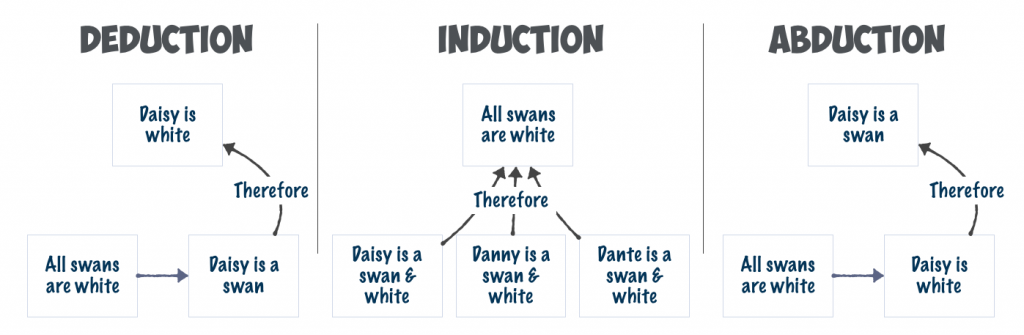 DEDUCTION
Daisy is
white
Therefore
All swans
are white
Daisy is a
swan
INDUCTION
All swans
are white
Therefore
Daisy is a
swan &
white
Danny is a
swan &
white
Dante is a
swan &
white
ABDUCTION
Daisy is a
swan
Therefore
All swans
are white
Daisy is
white